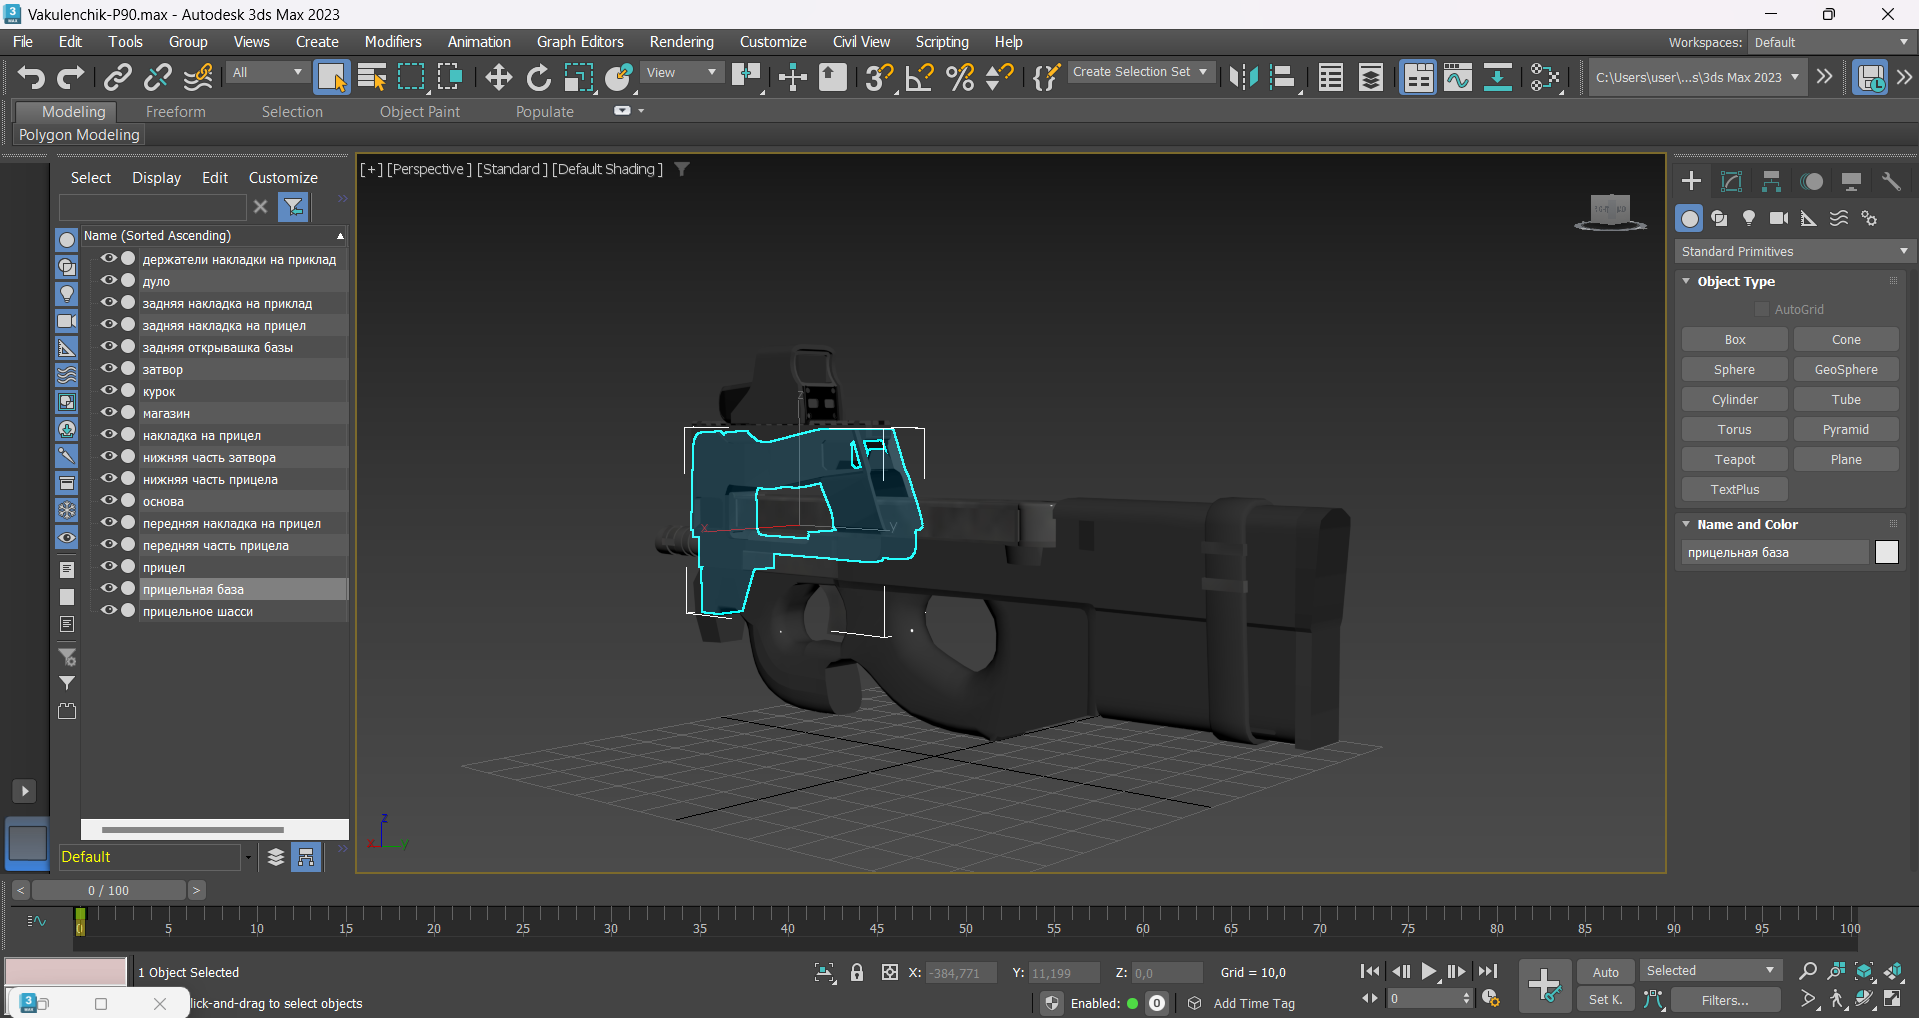 Vakulenchik-P90.max - Autodesk 3ds Max 2023
File Edit Tools Group Views Create Modifiers Animation Graph Editors Rendering Customize Civil View Scripting Help
Workspaces: Default
All View Create Selection Set C:\Users\user\...s\3ds Max 2023
Modeling Freeform Selection Object Paint Populate
Polygon Modeling
Select Display Edit Customize
Name (Sorted Ascending)
держатели накладки на приклад
дуло
задняя накладка на приклад
задняя накладка на прицел
задняя открывашка базы
затвор
курок
магазин
накладка на прицел
нижняя часть затвора
нижняя часть прицела
основа
передняя накладка на прицел
передняя часть прицела
прицел
прицельная база
прицельное шасси
Default
[+] [Perspective ] [Standard ] [Default Shading ]
z
x
y
z
x
y
Standard Primitives
Object Type
AutoGrid
Box Cone
Sphere GeoSphere
Cylinder Tube
Torus Pyramid
Teapot Plane
TextPlus
Name and Color
прицельная база
< 0 / 100 >
0 5 10 15 20 25 30 35 40 45 50 55 60 65 70 75 80 85 90 95 100
1 Object Selected
X: -384,771 Y: 11,199 Z: 0,0 Grid = 10,0
Auto Selected
lick-and-drag to select objects
Enabled: 0 Add Time Tag
0
Set K. Filters...